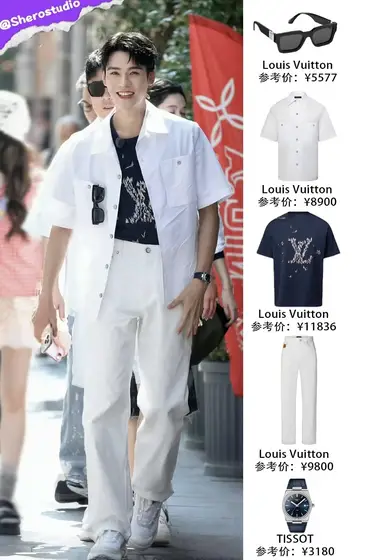 @Sherostudio
Louis Vuitton
参考价：¥5577
Louis Vuitton
参考价：¥8900
Louis Vuitton
参考价：¥11836
Louis Vuitton
参考价：¥9800
TISSOT
参考价：¥3180